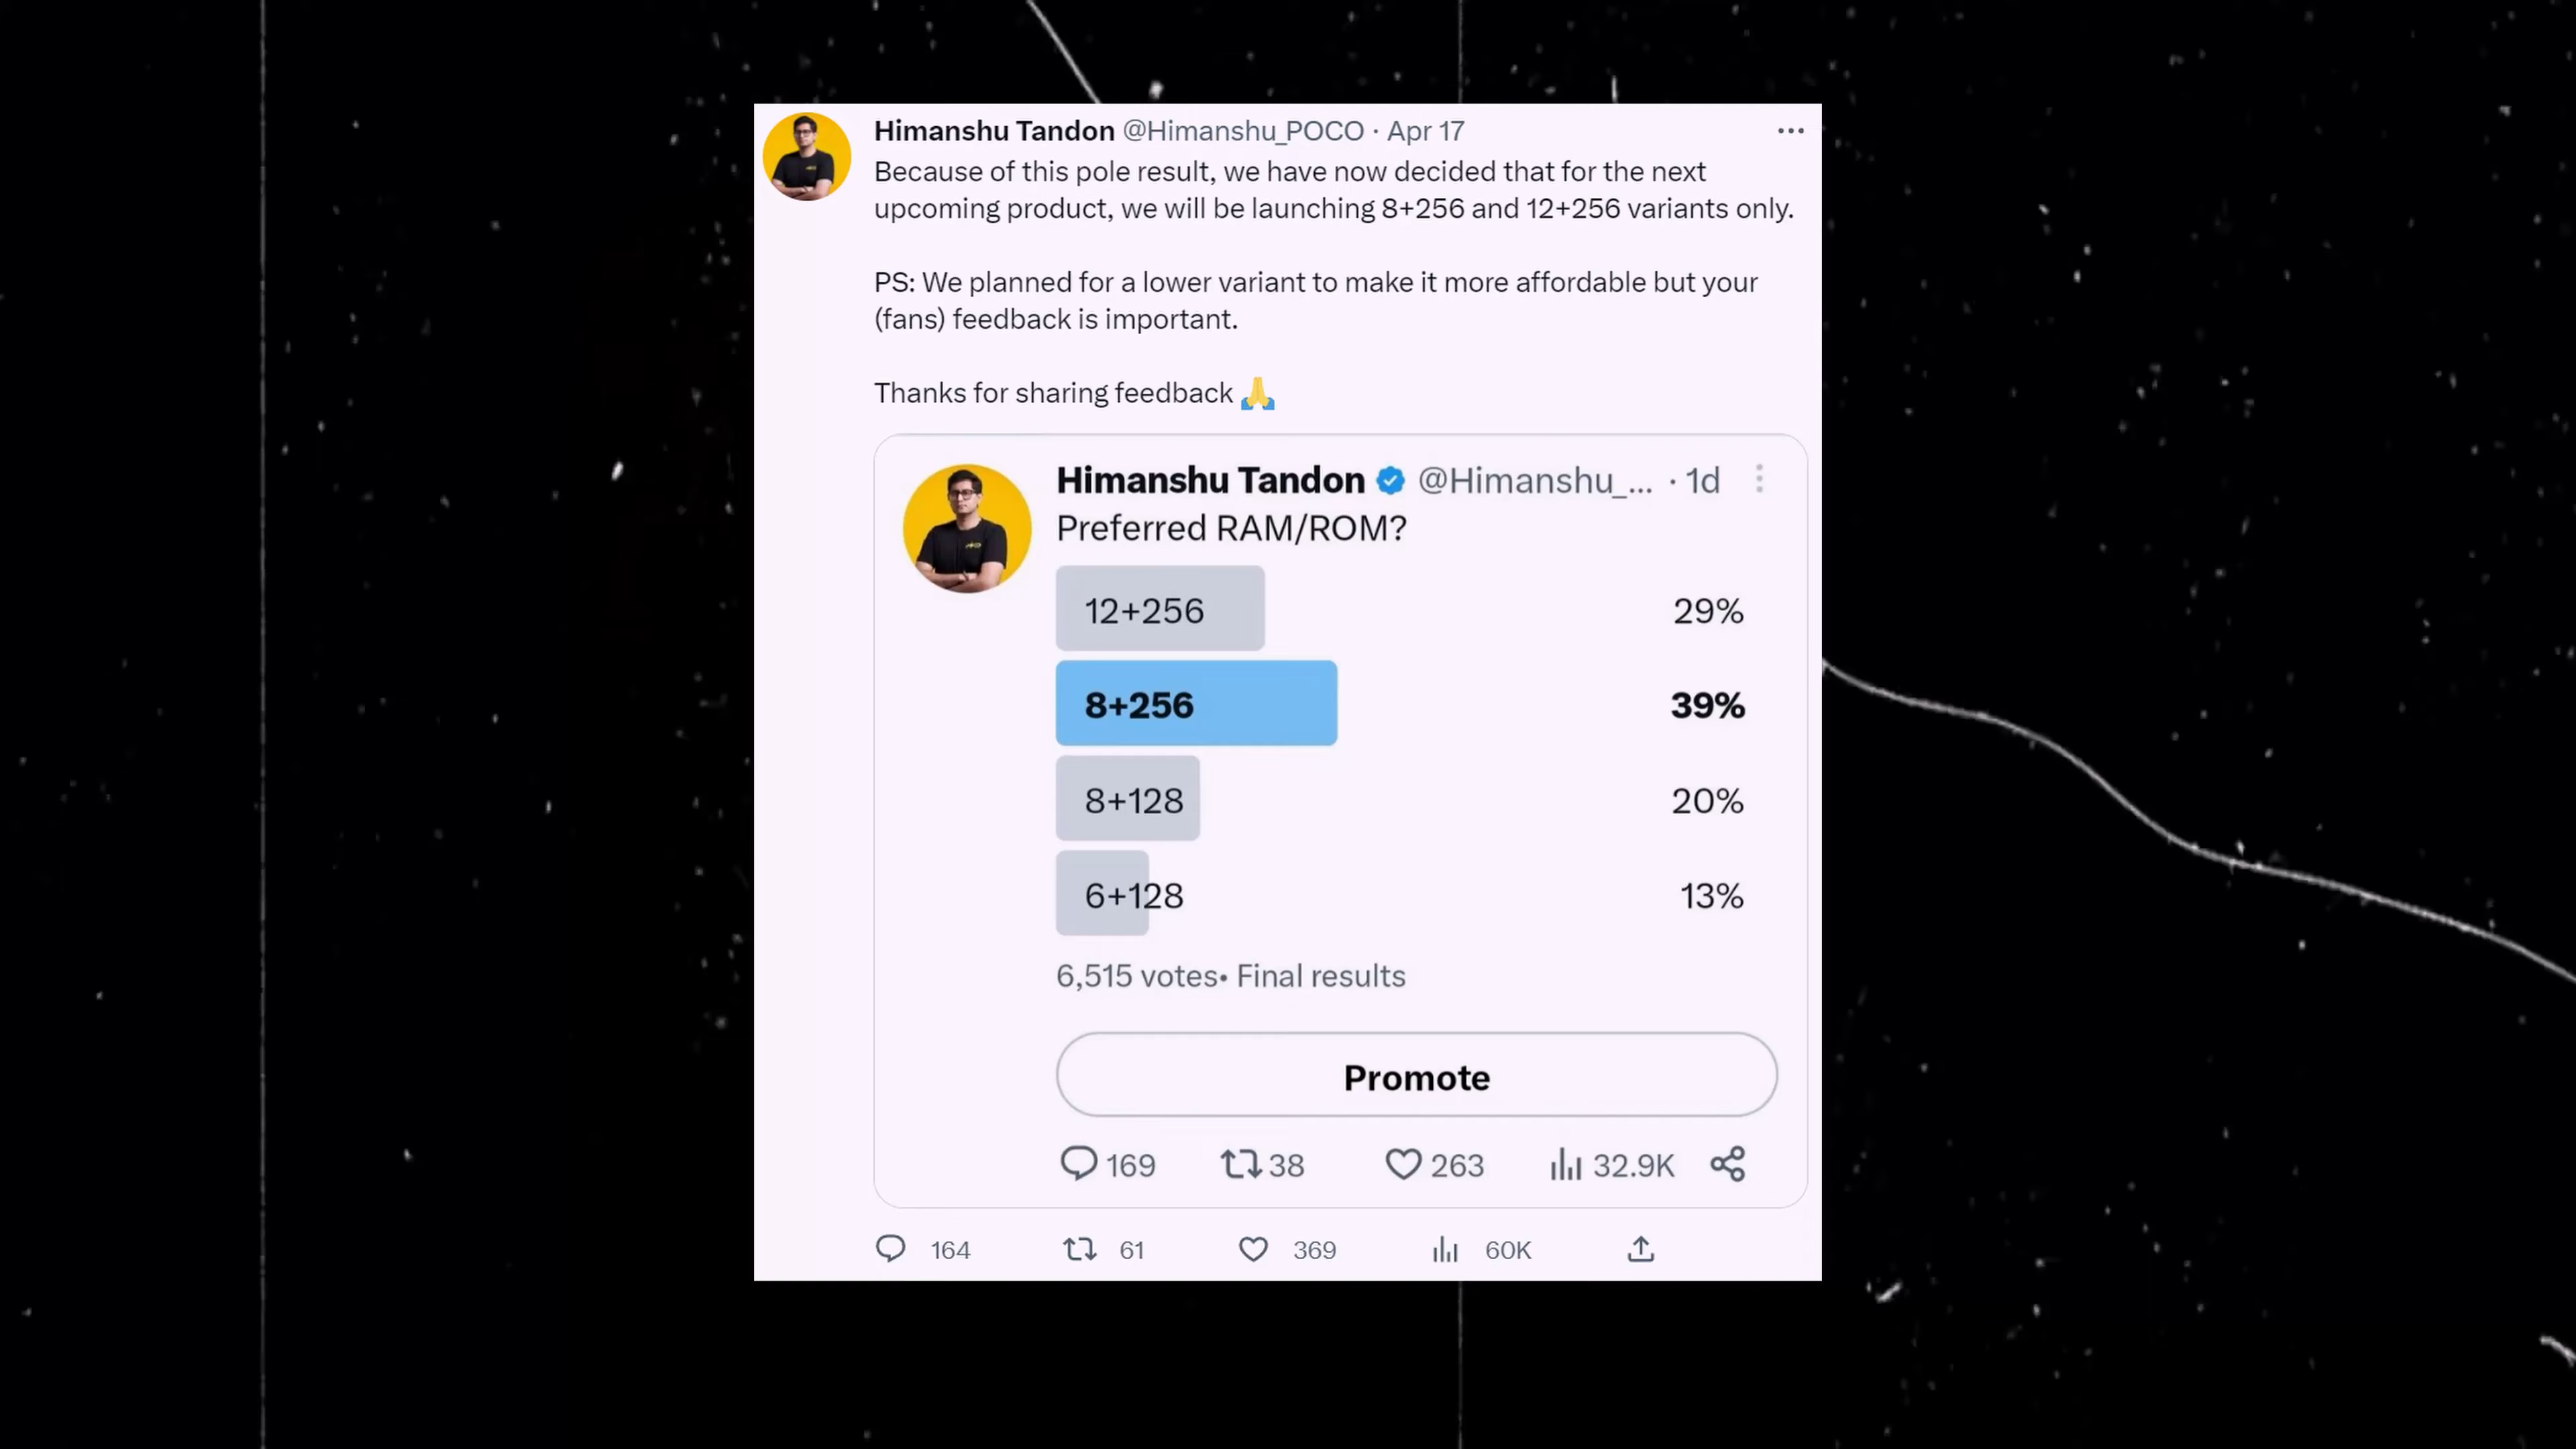 Himanshu Tandon @Himanshu_POCO · Apr 17
Because of this pole result, we have now decided that for the next
upcoming product, we will be launching 8+256 and 12+256 variants only.
PS: We planned for a lower variant to make it more affordable but your
(fans) feedback is important.
Thanks for sharing feedback 🙏
Himanshu Tandon @Himanshu_... · 1d
Preferred RAM/ROM?
12+256 29%
8+256 39%
8+128 20%
6+128 13%
6,515 votes• Final results
Promote
169 38 263 32.9K
164 61 369 60K